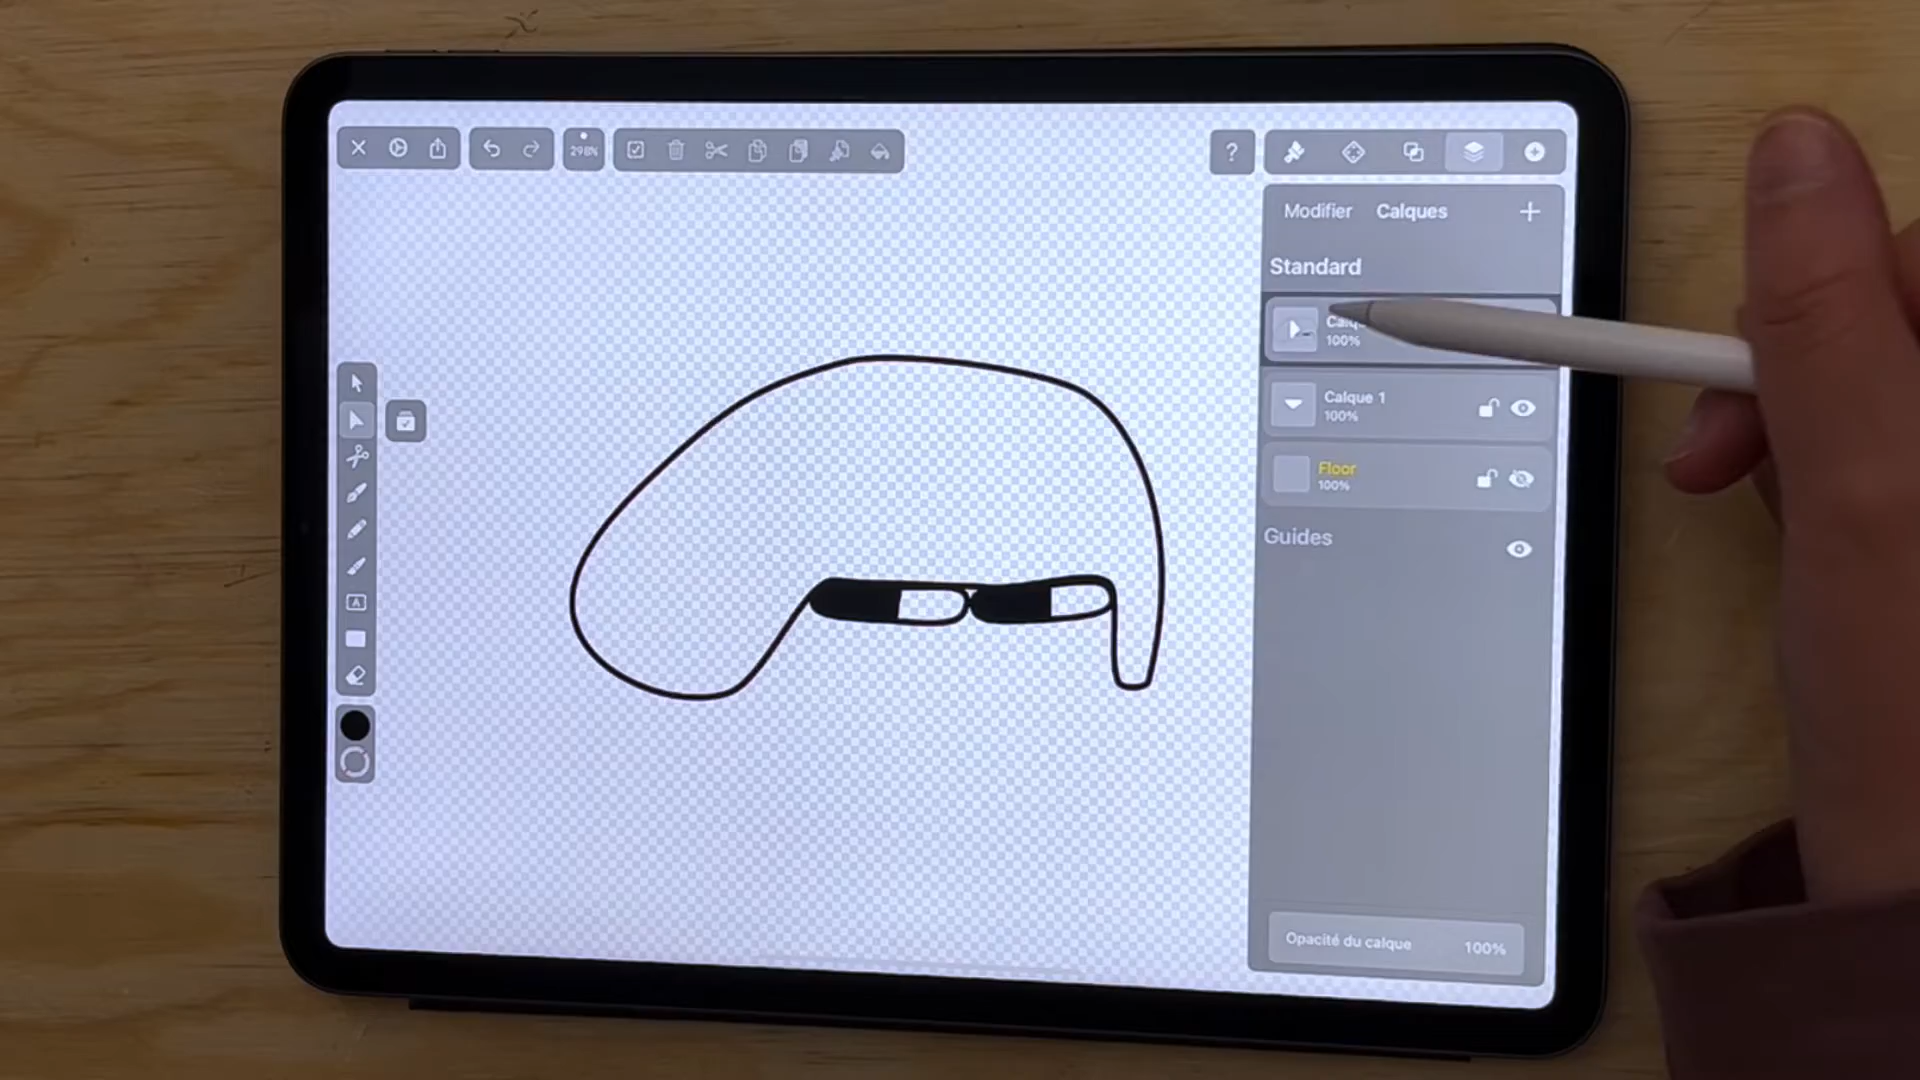 298%
?
Modifier Calques
Standard
100%
Calque 1
100%
Floor
100%
Guides
A
Opacité du calque 100%